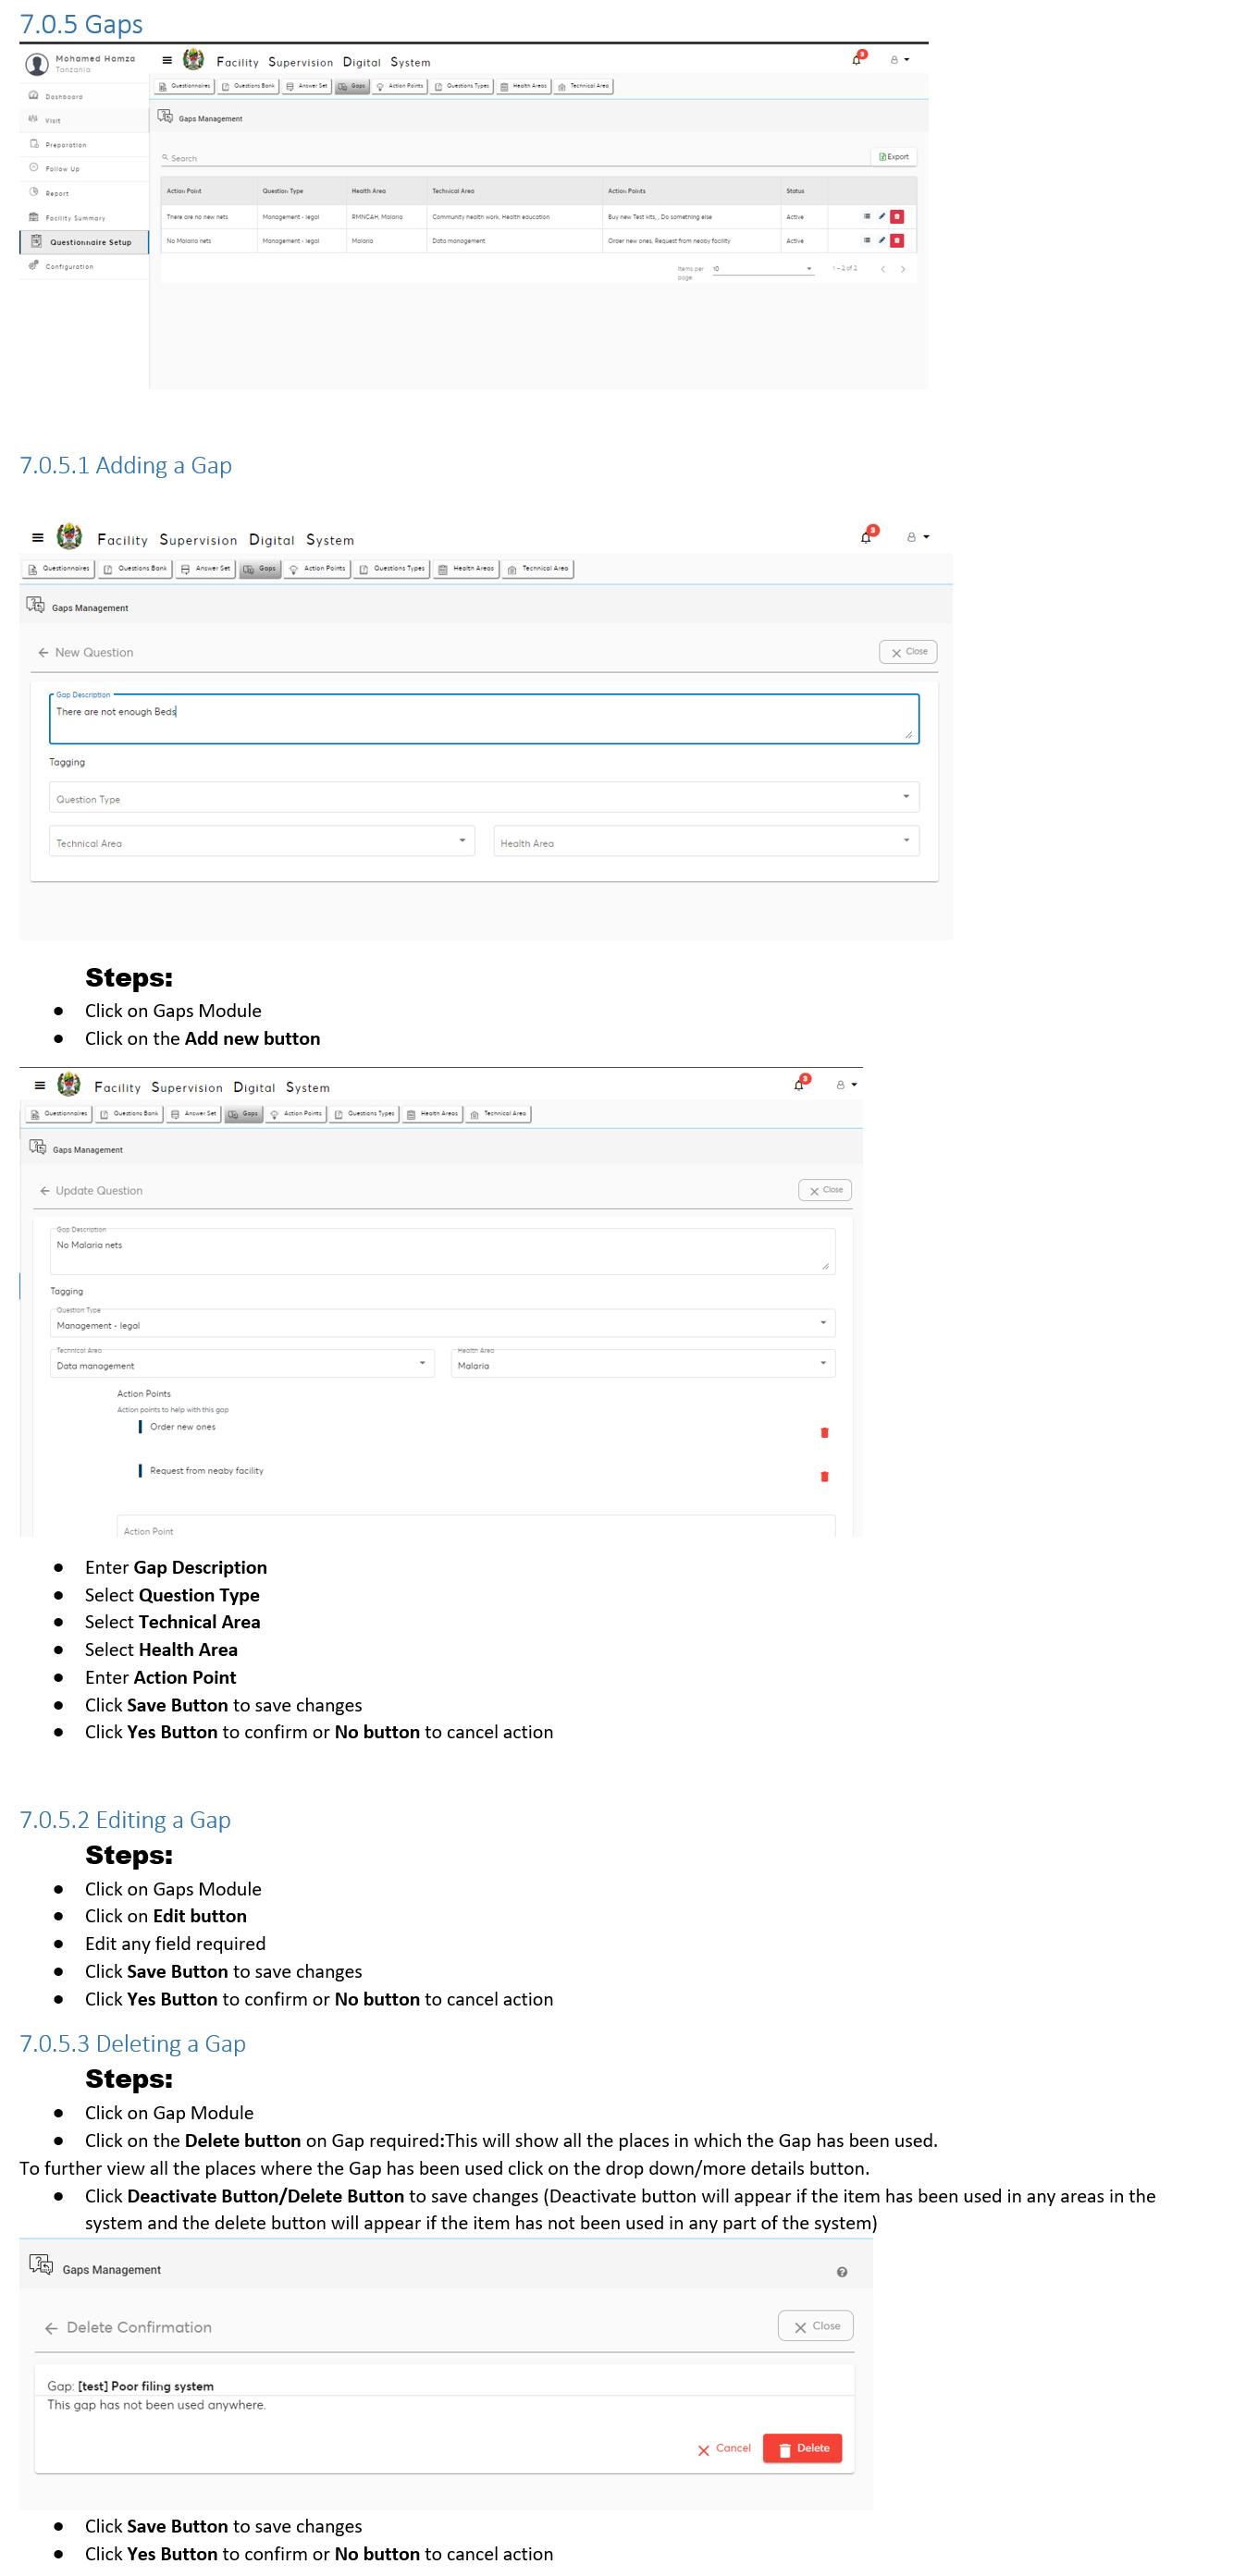 7.0.5 Gaps
Mohamed Hamza
Tanzania
Facility Supervision Digital System
3
Dashboard
Visit
Preparation
Follow Up
Report
Facility Summary
Questionnaire Setup
Configuration
Questionnaires Questions Bank Answer Set Gaps Action Points Questions Types Health Areas Technical Area
Gaps Management
Search
Export
Action Point Question Type Health Area Technical Area Action Points Status
There are no new nets Management - legal RMNCAH, Malaria Community health work, Health education Buy new Test kits, , Do something else Active
No Malaria nets Management - legal Malaria Data management Order new ones, Request from neaby facility Active
Items per page: 10 1 – 2 of 2
7.0.5.1 Adding a Gap
Facility Supervision Digital System
3
Questionnaires Questions Bank Answer Set Gaps Action Points Questions Types Health Areas Technical Area
Gaps Management
New Question
Close
Gap Description
There are not enough Beds
Tagging
Question Type
Technical Area Health Area
Steps:
● Click on Gaps Module
● Click on the Add new button
Facility Supervision Digital System
3
Questionnaires Questions Bank Answer Set Gaps Action Points Questions Types Health Areas Technical Area
Gaps Management
Update Question
Close
Gap Description
No Malaria nets
Tagging
Question Type
Management - legal
Technical Area Health Area
Data management Malaria
Action Points
Action points to help with this gap
Order new ones
Request from neaby facility
Action Point
● Enter Gap Description
● Select Question Type
● Select Technical Area
● Select Health Area
● Enter Action Point
● Click Save Button to save changes
● Click Yes Button to confirm or No button to cancel action
7.0.5.2 Editing a Gap
Steps:
● Click on Gaps Module
● Click on Edit button
● Edit any field required
● Click Save Button to save changes
● Click Yes Button to confirm or No button to cancel action
7.0.5.3 Deleting a Gap
Steps:
● Click on Gap Module
● Click on the Delete button on Gap required:This will show all the places in which the Gap has been used.
To further view all the places where the Gap has been used click on the drop down/more details button.
● Click Deactivate Button/Delete Button to save changes (Deactivate button will appear if the item has been used in any areas in the
system and the delete button will appear if the item has not been used in any part of the system)
Gaps Management
Delete Confirmation
Close
Gap: [test] Poor filing system
This gap has not been used anywhere.
Cancel Delete
● Click Save Button to save changes
● Click Yes Button to confirm or No button to cancel action